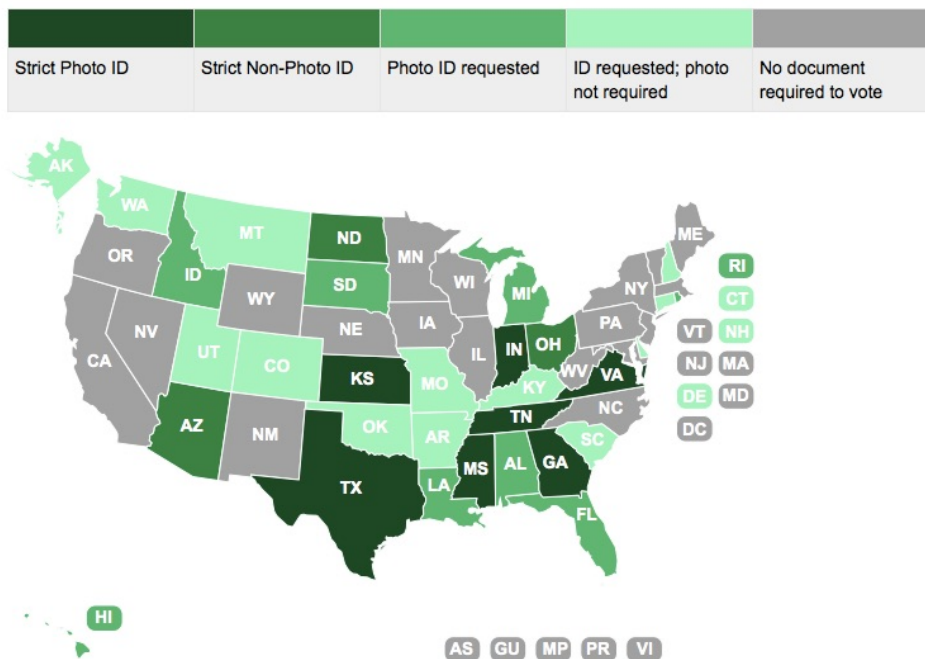 Strict Photo ID
Strict Non-Photo ID
Photo ID requested
ID requested; photo
not required
No document
required to vote
AK
WA
MT
ND
MN
ME
OR
ID
SD
WI
MI
NY
RI
WY
CT
NV
NE
IA
PA
VT
NH
CA
UT
CO
IL
IN
OH
NJ
MA
KS
MO
KY
WV
VA
DE
MD
AZ
NM
OK
AR
TN
NC
DC
SC
TX
LA
MS
AL
GA
FL
HI
AS
GU
MP
PR
VI